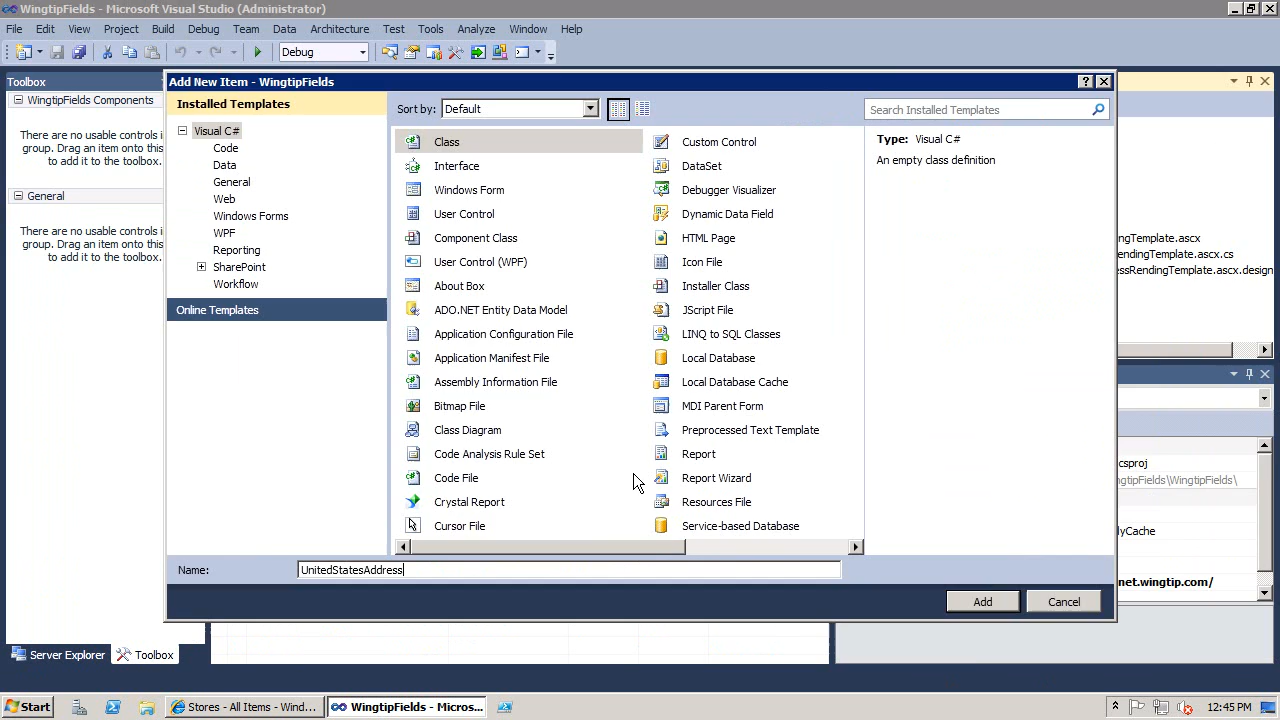 WingtipFields - Microsoft Visual Studio (Administrator)
File Edit View Project Build Debug Team Data Architecture Test Tools Analyze Window Help
Debug
Toolbox
WingtipFields Components
There are no usable controls i
group. Drag an item onto this
to add it to the toolbox.
General
There are no usable controls i
group. Drag an item onto this
to add it to the toolbox.
Add New Item - WingtipFields
Installed Templates
Visual C#
Code
Data
General
Web
Windows Forms
WPF
Reporting
SharePoint
Workflow
Online Templates
Sort by: Default
Search Installed Templates
Class
Interface
Windows Form
User Control
Component Class
User Control (WPF)
About Box
ADO.NET Entity Data Model
Application Configuration File
Application Manifest File
Assembly Information File
Bitmap File
Class Diagram
Code Analysis Rule Set
Code File
Crystal Report
Cursor File
Custom Control
DataSet
Debugger Visualizer
Dynamic Data Field
HTML Page
Icon File
Installer Class
JScript File
LINQ to SQL Classes
Local Database
Local Database Cache
MDI Parent Form
Preprocessed Text Template
Report
Report Wizard
Resources File
Service-based Database
Type: Visual C#
An empty class definition
Name: UnitedStatesAddress
Add Cancel
ngTemplate.ascx
rendingTemplate.ascx.cs
essRendingTemplate.ascx.design
csproj
ngtipFields\WingtipFields\
lyCache
net.wingtip.com/
Server Explorer Toolbox
Start Stores - All Items - Wind... WingtipFields - Micros... 12:45 PM